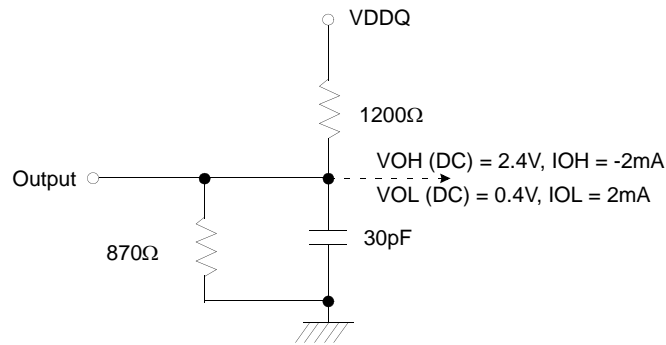 VDDQ
1200Ω
VOH (DC) = 2.4V, IOH = -2mA
Output
VOL (DC) = 0.4V, IOL = 2mA
870Ω
30pF